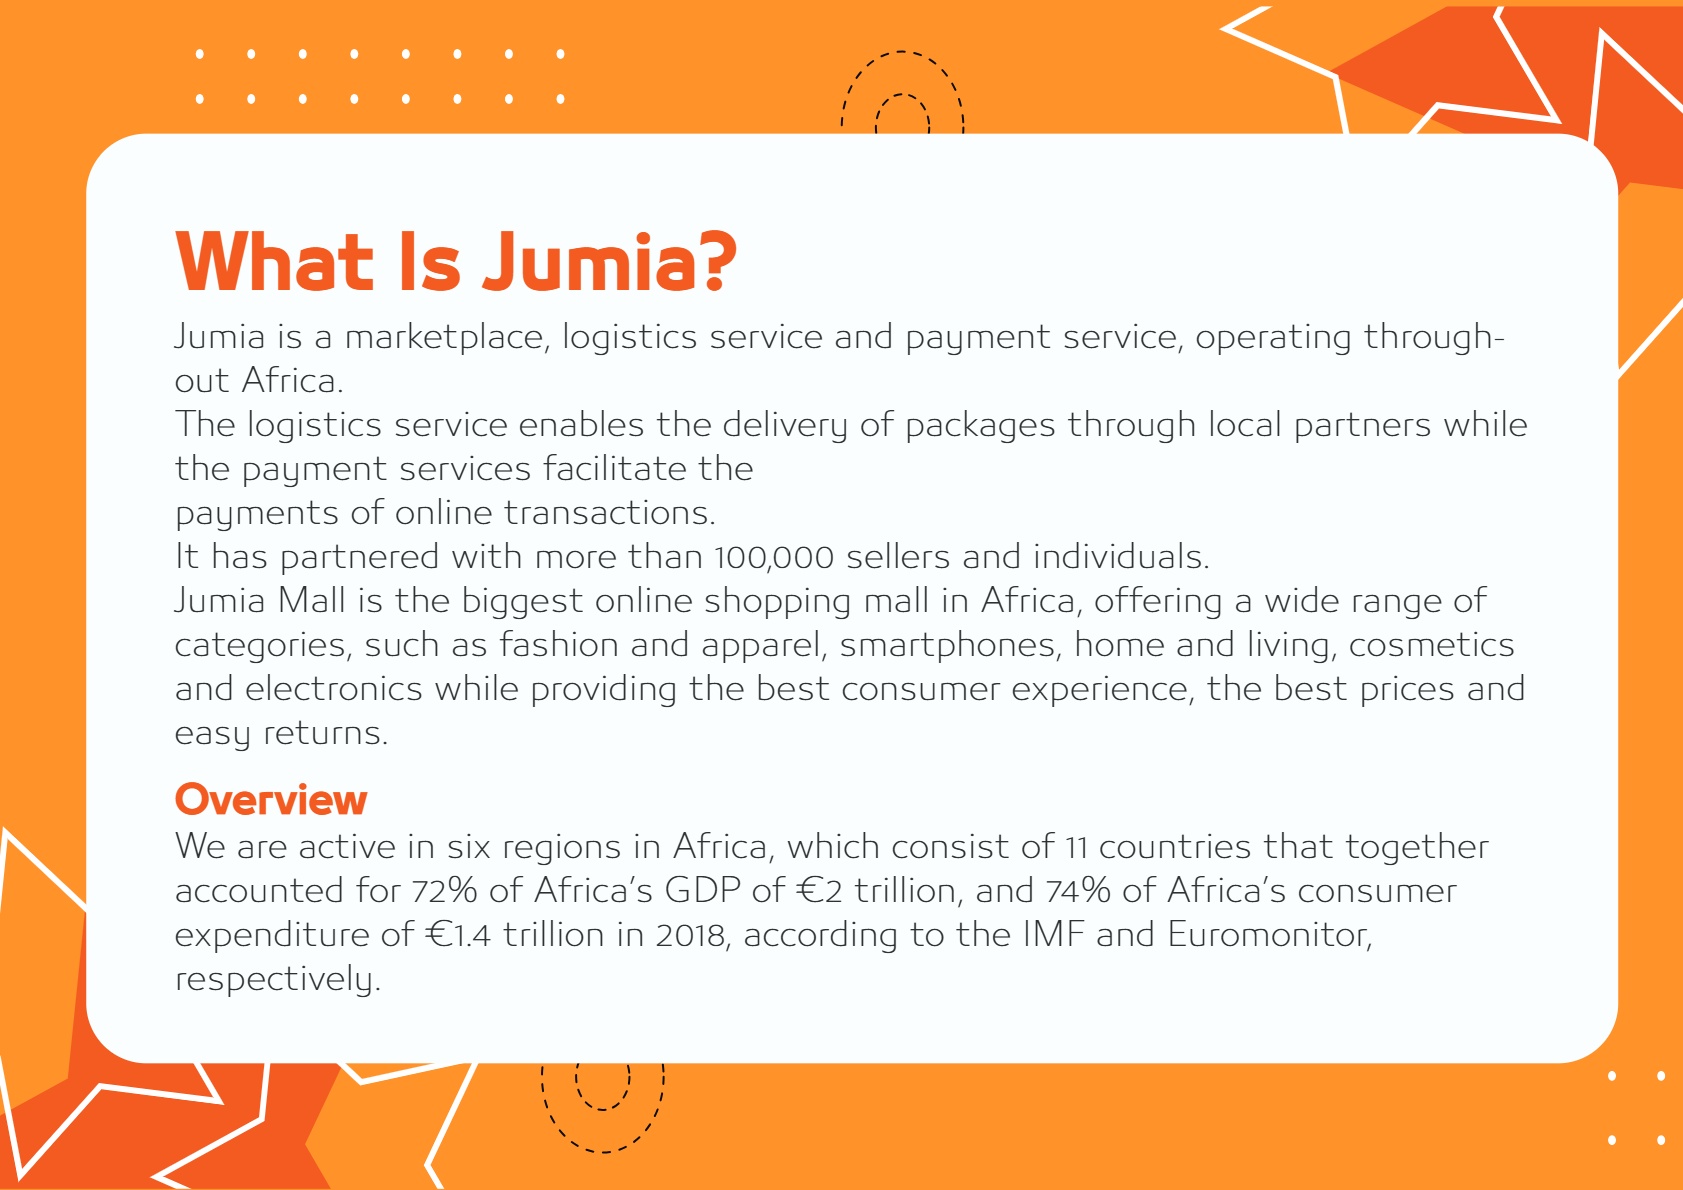 What Is Jumia?
Jumia is a marketplace, logistics service and payment service, operating through-
out Africa.
The logistics service enables the delivery of packages through local partners while
the payment services facilitate the
payments of online transactions.
It has partnered with more than 100,000 sellers and individuals.
Jumia Mall is the biggest online shopping mall in Africa, offering a wide range of
categories, such as fashion and apparel, smartphones, home and living, cosmetics
and electronics while providing the best consumer experience, the best prices and
easy returns.
Overview
We are active in six regions in Africa, which consist of 11 countries that together
accounted for 72% of Africa’s GDP of €2 trillion, and 74% of Africa’s consumer
expenditure of €1.4 trillion in 2018, according to the IMF and Euromonitor,
respectively.